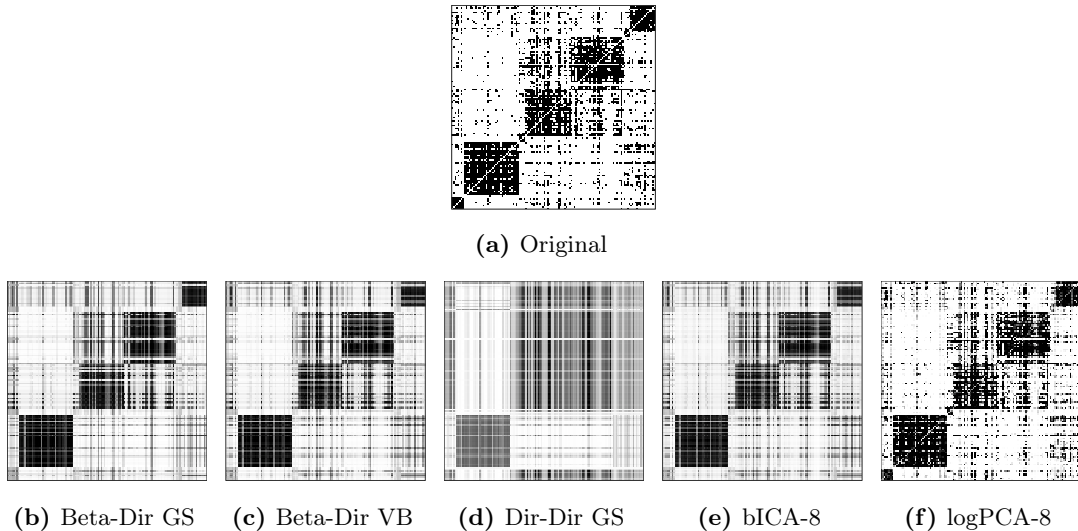 (a) Original
(b) Beta-Dir GS (c) Beta-Dir VB (d) Dir-Dir GS (e) bICA-8 (f) logPCA-8